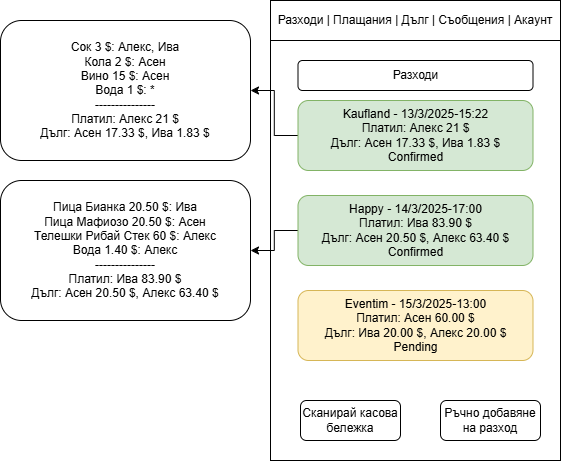 Разходи | Плащания | Дълг | Съобщения | Акаунт
Разходи
Kaufland - 13/3/2025-15:22
Платил: Алекс 21 $
Дълг: Асен 17.33 $, Ива 1.83 $
Confirmed
Happy - 14/3/2025-17:00
Платил: Ива 83.90 $
Дълг: Асен 20.50 $, Алекс 63.40 $
Confirmed
Eventim - 15/3/2025-13:00
Платил: Асен 60.00 $
Дълг: Ива 20.00 $, Алекс 20.00 $
Pending
Сканирай касова
бележка
Ръчно добавяне
на разход
Сок 3 $: Алекс, Ива
Кола 2 $: Асен
Вино 15 $: Асен
Вода 1 $: *
---------------
Платил: Алекс 21 $
Дълг: Асен 17.33 $, Ива 1.83 $
Пица Бианка 20.50 $: Ива
Пица Мафиозо 20.50 $: Асен
Телешки Рибай Стек 60 $: Алекс
Вода 1.40 $: Алекс
---------------
Платил: Ива 83.90 $
Дълг: Асен 20.50 $, Алекс 63.40 $